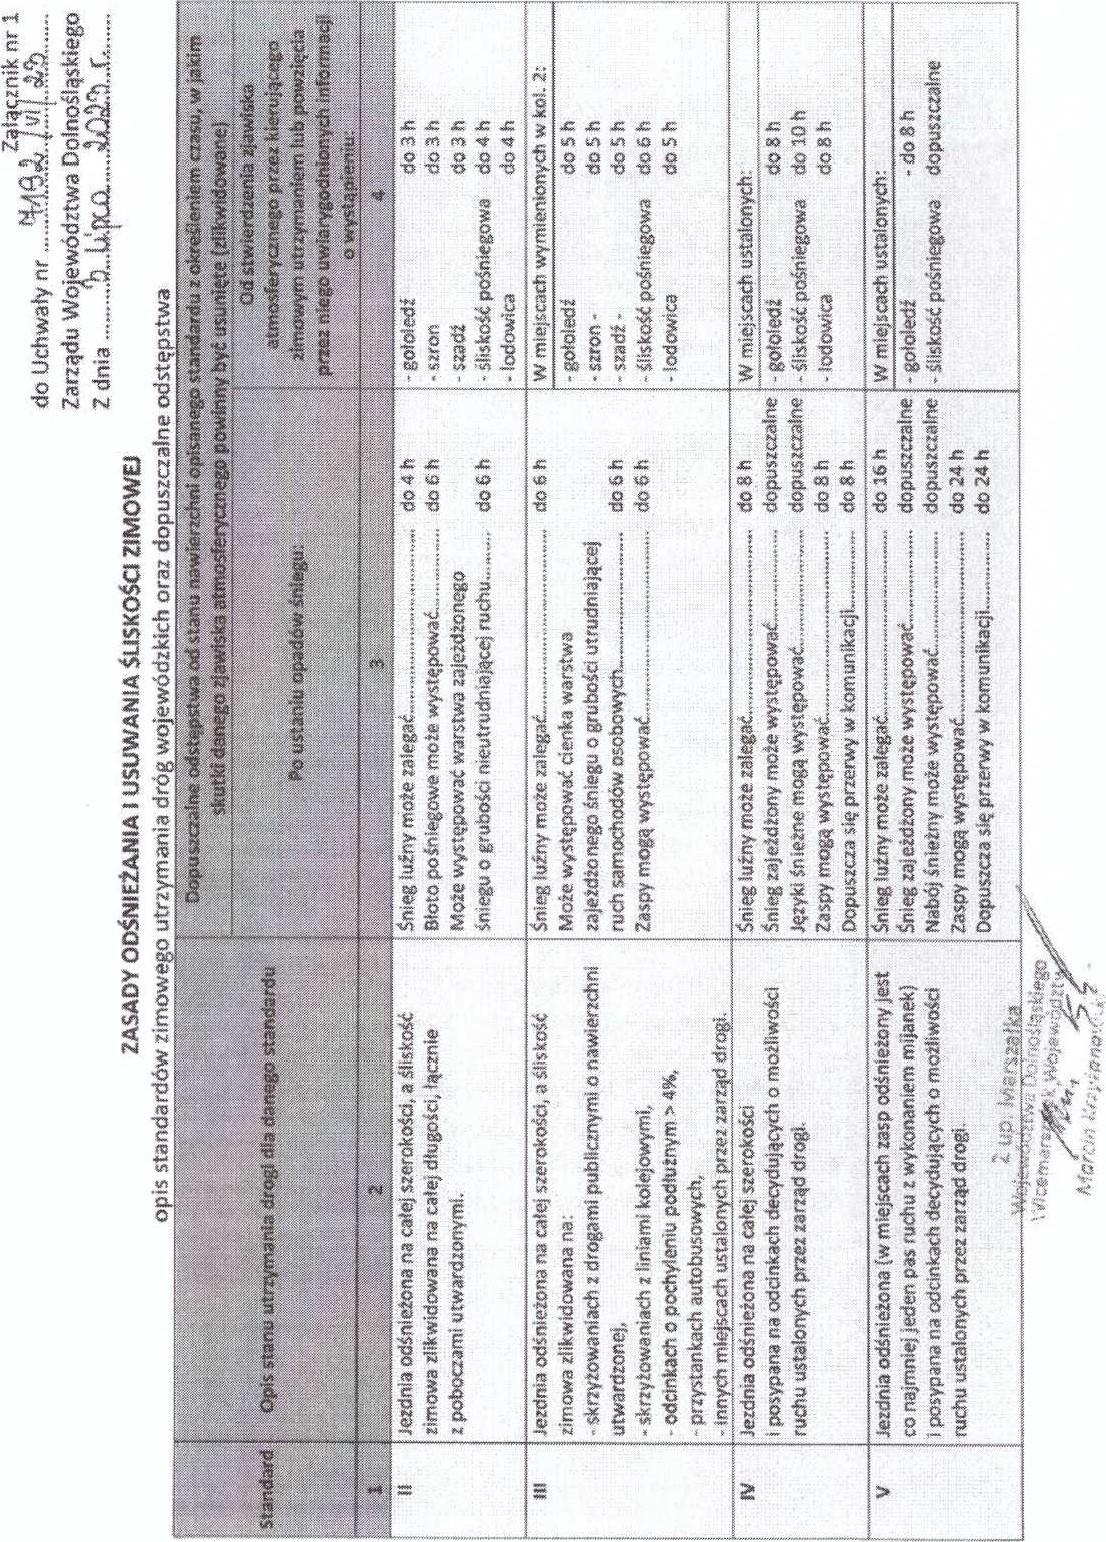 Załącznik nr 1
do Uchwały nr 7192/VI/23
Zarządu Województwa Dolnośląskiego
z dnia lipca 2023 r.
ZASADY ODŚNIEŻANIA I USUWANIA ŚLISKOŚCI ZIMOWEJ
opis standardów zimowego utrzymania dróg wojewódzkich oraz dopuszczalne odstępstwa
Standard
Opis stanu utrzymania drogi dla danego standardu
Dopuszczalne odstępstwa od stanu nawierzchni opisanego standardu z określeniem czasu, w jakim
skutki danego zjawiska atmosferycznego powinny być usunięte (zlikwidowane)
Po ustaniu opadów śniegu:
Od stwierdzenia zjawiska
atmosferycznego przez kierującego
zimowym utrzymaniem lub powzięcia
przez niego uwiarygodnionych informacji
o wystąpieniu:
1 2 3 4
II
Jezdnia odśnieżona na całej szerokości, a śliskość
zimowa zlikwidowana na całej długości, łącznie
z poboczami utwardzonymi.
Śnieg luźny może zalegać.......... do 4 h
Błoto pośniegowe może występować.......... do 6 h
Może występować warstwa zajeżdżonego
śniegu o grubości nieutrudniającej ruchu.......... do 6 h
- gołoledź do 3 h
- szron do 3 h
- szadź do 3 h
- śliskość pośniegowa do 4 h
- lodowica do 4 h
III
Jezdnia odśnieżona na całej szerokości, a śliskość
zimowa zlikwidowana na:
- skrzyżowaniach z drogami publicznymi o nawierzchni
utwardzonej,
- skrzyżowaniach z liniami kolejowymi,
- odcinkach o pochyleniu podłużnym > 4%,
- przystankach autobusowych,
- innych miejscach ustalonych przez zarząd drogi.
Śnieg luźny może zalegać.......... do 6 h
Może występować cienka warstwa
zajeżdżonego śniegu o grubości utrudniającej
ruch samochodów osobowych.......... do 6 h
Zaspy mogą występować.......... do 6 h
W miejscach wymienionych w kol. 2:
- gołoledź do 5 h
- szron - do 5 h
- szadź - do 5 h
- śliskość pośniegowa do 6 h
- lodowica do 5 h
IV
Jezdnia odśnieżona na całej szerokości
i posypana na odcinkach decydujących o możliwości
ruchu ustalonych przez zarząd drogi.
Śnieg luźny może zalegać.......... do 8 h
Śnieg zajeżdżony może występować.......... dopuszczalne
Języki śnieżne mogą występować.......... dopuszczalne
Zaspy mogą występować.......... do 8 h
Dopuszcza się przerwy w komunikacji.......... do 8 h
W miejscach ustalonych:
- gołoledź do 8 h
- śliskość pośniegowa do 10 h
- lodowica do 8 h
V
Jezdnia odśnieżona (w miejscach zasp odśnieżony jest
co najmniej jeden pas ruchu z wykonaniem mijanek)
i posypana na odcinkach decydujących o możliwości
ruchu ustalonych przez zarząd drogi.
Śnieg luźny może zalegać.......... do 16 h
Śnieg zajeżdżony może występować.......... dopuszczalne
Nabój śnieżny może występować.......... dopuszczalne
Zaspy mogą występować.......... do 24 h
Dopuszcza się przerwy w komunikacji.......... do 24 h
W miejscach ustalonych:
- gołoledź - do 8 h
- śliskość pośniegowa dopuszczalne
z up. Marszałka
Województwa Dolnośląskiego
Wicemarszałek Województwa
Marcin Krzyżanowski